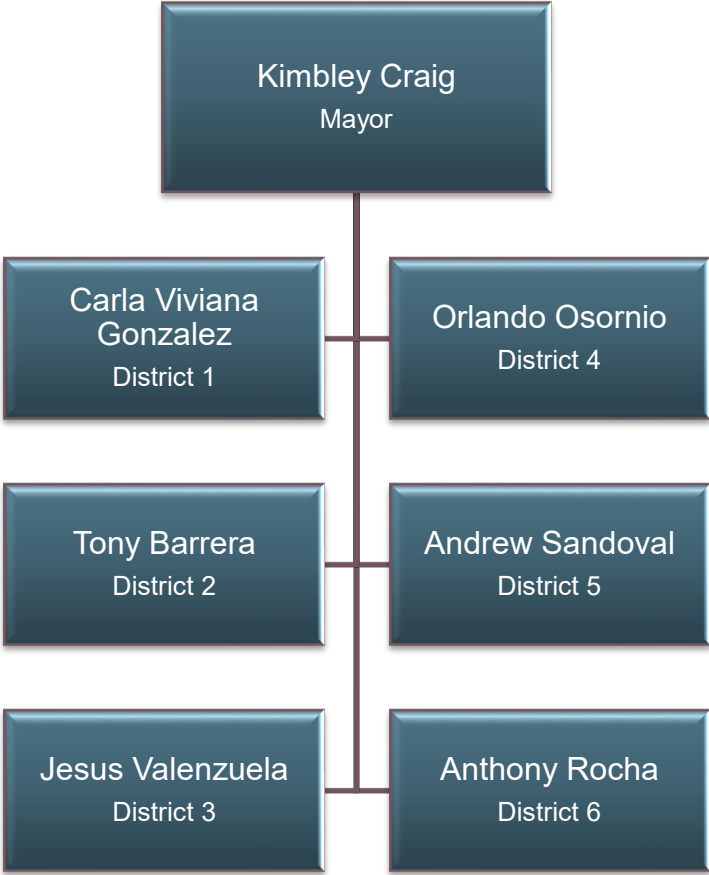 Kimbley Craig
Mayor
Carla Viviana
Gonzalez
District 1
Orlando Osornio
District 4
Tony Barrera
District 2
Andrew Sandoval
District 5
Jesus Valenzuela
District 3
Anthony Rocha
District 6